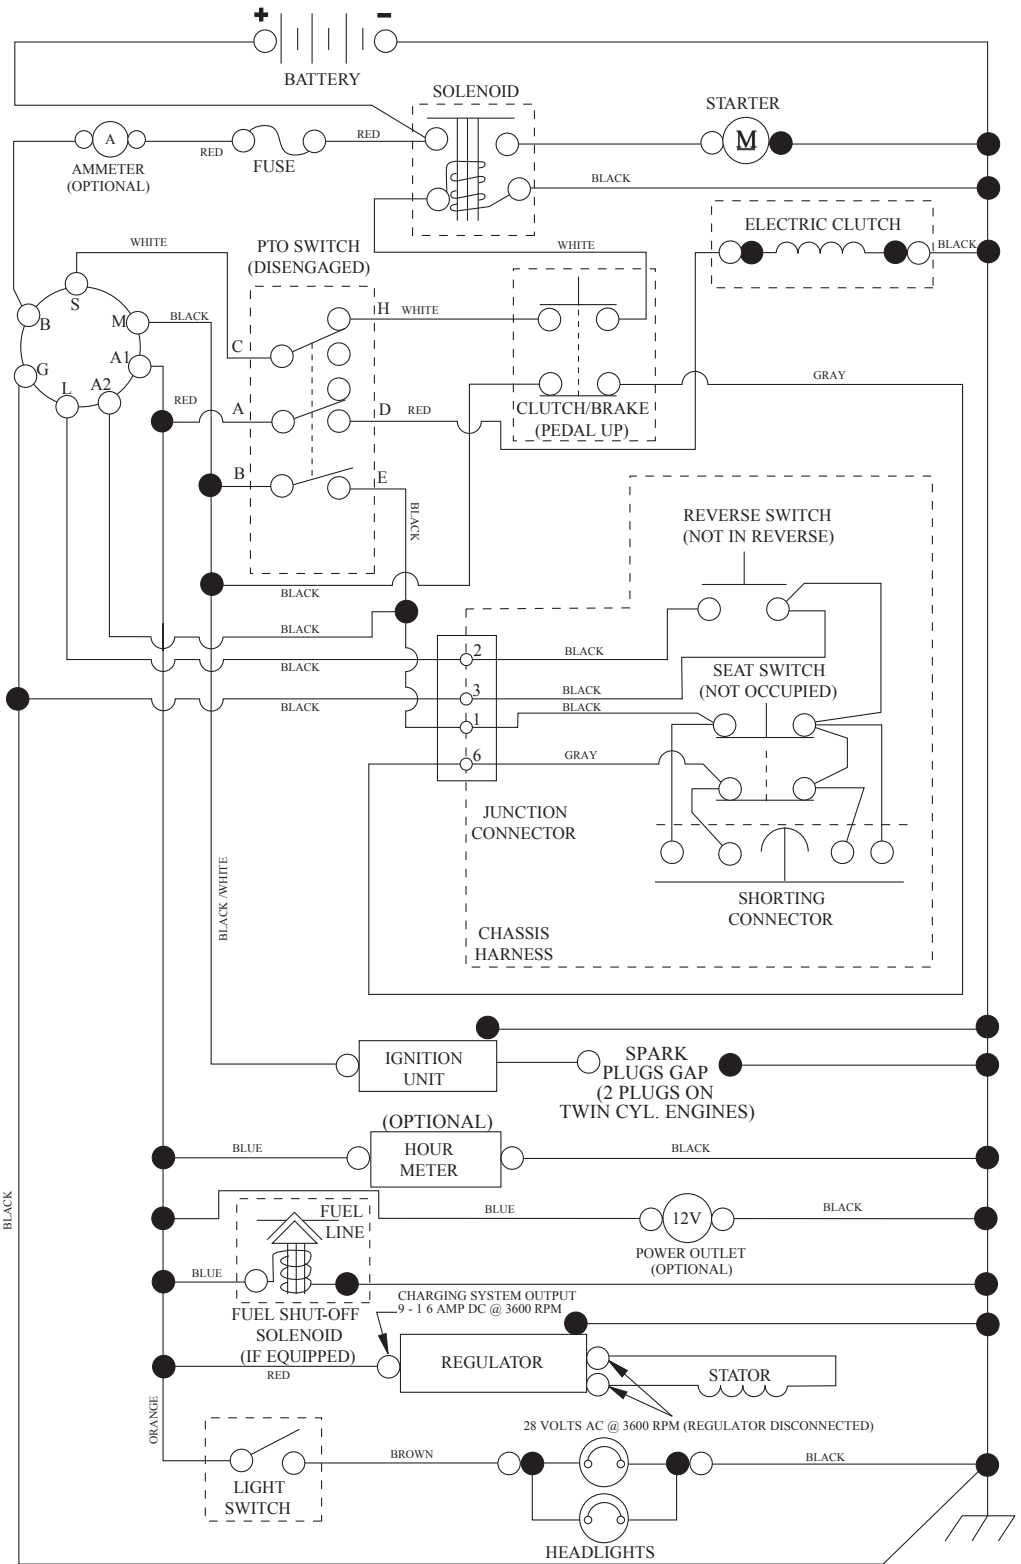 + −
BATTERY
SOLENOID
STARTER
A
M
RED
FUSE
RED
AMMETER
(OPTIONAL)
BLACK
ELECTRIC CLUTCH
BLACK
WHITE
PTO SWITCH
(DISENGAGED)
WHITE
S
B
M
BLACK
H
WHITE
C
A1
G
L
A2
RED
A
D
RED
GRAY
CLUTCH/BRAKE
(PEDAL UP)
B
E
BLACK
REVERSE SWITCH
(NOT IN REVERSE)
BLACK
BLACK
2
BLACK
BLACK
SEAT SWITCH
(NOT OCCUPIED)
3
BLACK
BLACK
BLACK
1
6
GRAY
JUNCTION
CONNECTOR
BLACK /WHITE
SHORTING
CONNECTOR
CHASSIS
HARNESS
IGNITION
UNIT
SPARK
PLUGS GAP
(2 PLUGS ON
TWIN CYL. ENGINES)
(OPTIONAL)
HOUR
METER
BLUE
BLACK
BLACK
FUEL
LINE
BLUE
12V
BLACK
POWER OUTLET
(OPTIONAL)
BLUE
CHARGING SYSTEM OUTPUT
9 - 1 6 AMP DC @ 3600 RPM
FUEL SHUT-OFF
SOLENOID
(IF EQUIPPED)
RED
REGULATOR
STATOR
ORANGE
28 VOLTS AC @ 3600 RPM (REGULATOR DISCONNECTED)
BROWN
BLACK
LIGHT
SWITCH
HEADLIGHTS